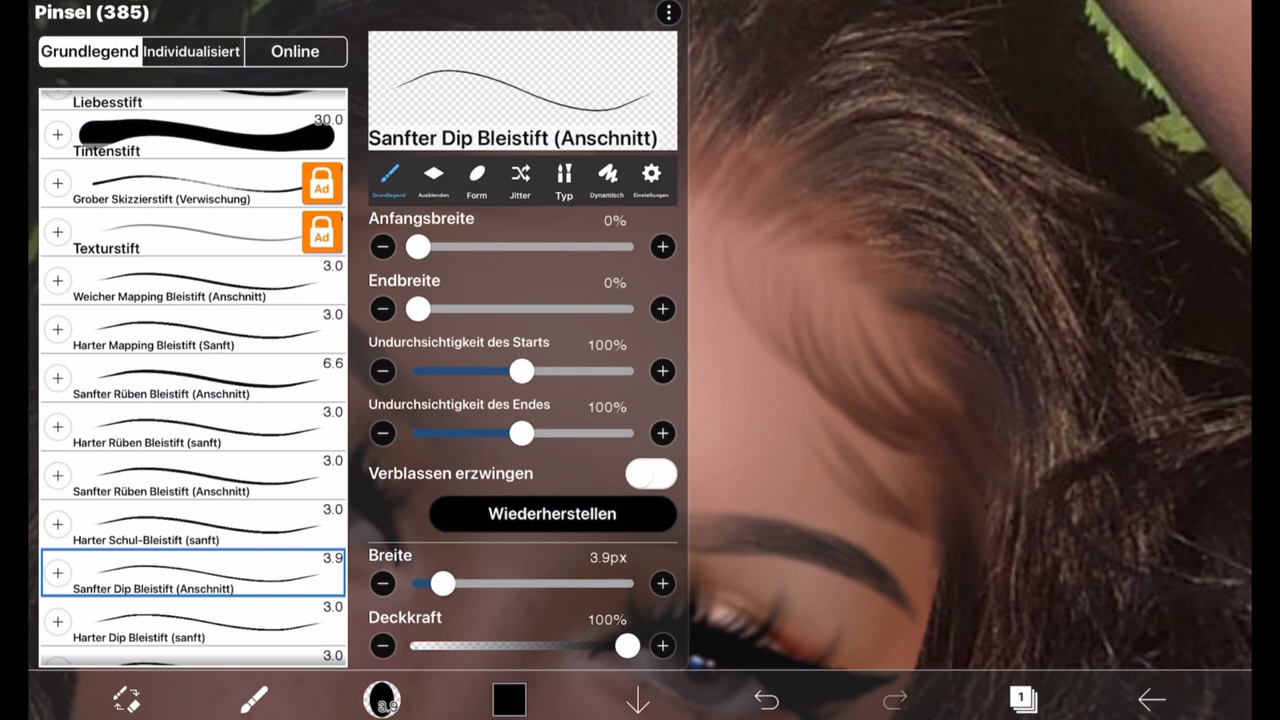 Pinsel (385)
Grundlegend Individualisiert Online
Liebesstift
30.0
Tintenstift
Ad
Grober Skizzierstift (Verwischung)
Ad
Texturstift
3.0
Weicher Mapping Bleistift (Anschnitt)
3.0
Harter Mapping Bleistift (Sanft)
6.6
Sanfter Rüben Bleistift (Anschnitt)
3.0
Harter Rüben Bleistift (sanft)
3.0
Sanfter Rüben Bleistift (Anschnitt)
3.0
Harter Schul-Bleistift (sanft)
3.9
Sanfter Dip Bleistift (Anschnitt)
3.0
Harter Dip Bleistift (sanft)
3.0
Sanfter Dip Bleistift (Anschnitt)
Grundlegend Ausblenden Form Jitter Typ Dynamisch Einstellungen
Anfangsbreite 0%
Endbreite 0%
Undurchsichtigkeit des Starts 100%
Undurchsichtigkeit des Endes 100%
Verblassen erzwingen
Wiederherstellen
Breite 3.9px
Deckkraft 100%
3.9
1